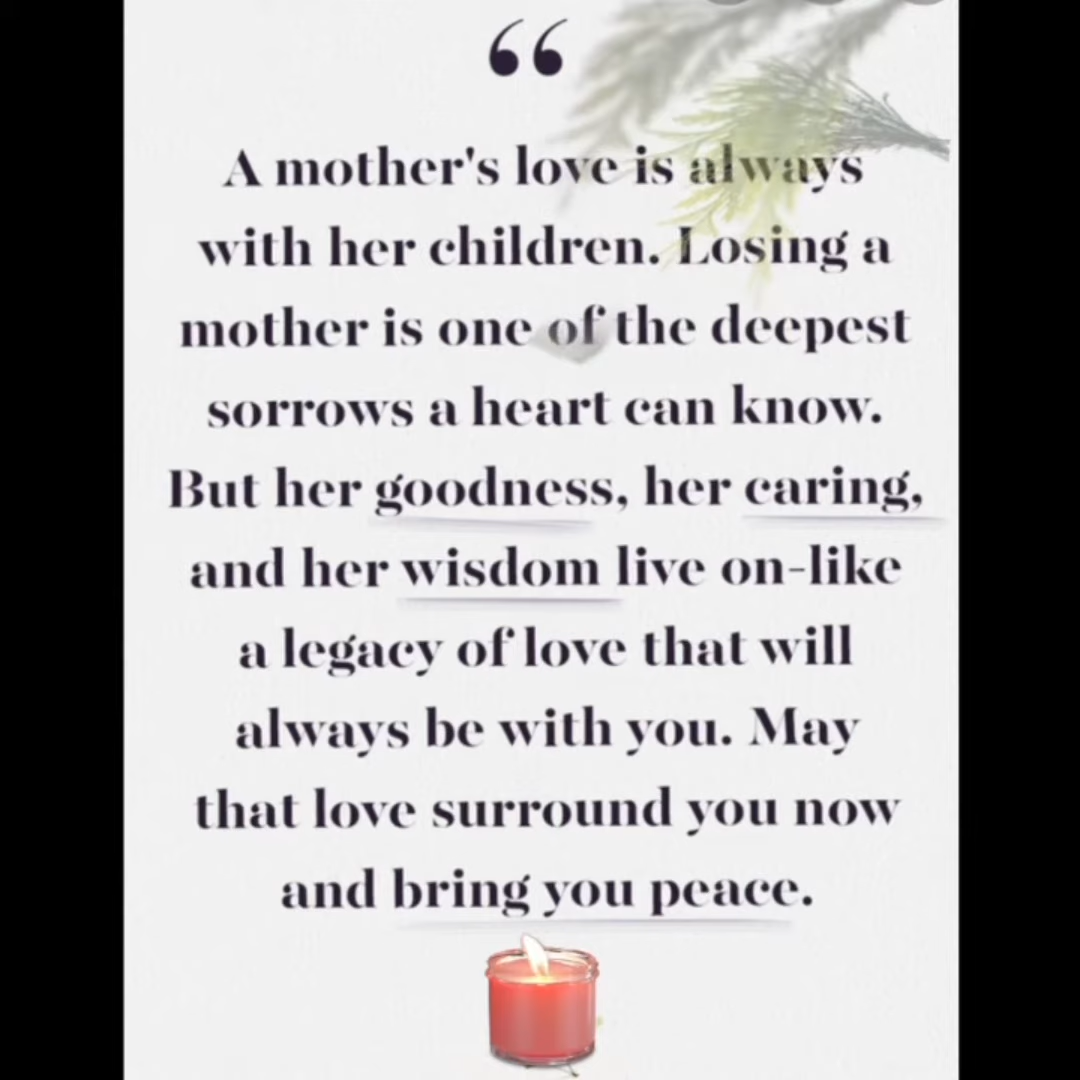 “
A mother's love is always
with her children. Losing a
mother is one of the deepest
sorrows a heart can know.
But her goodness, her caring,
and her wisdom live on-like
a legacy of love that will
always be with you. May
that love surround you now
and bring you peace.